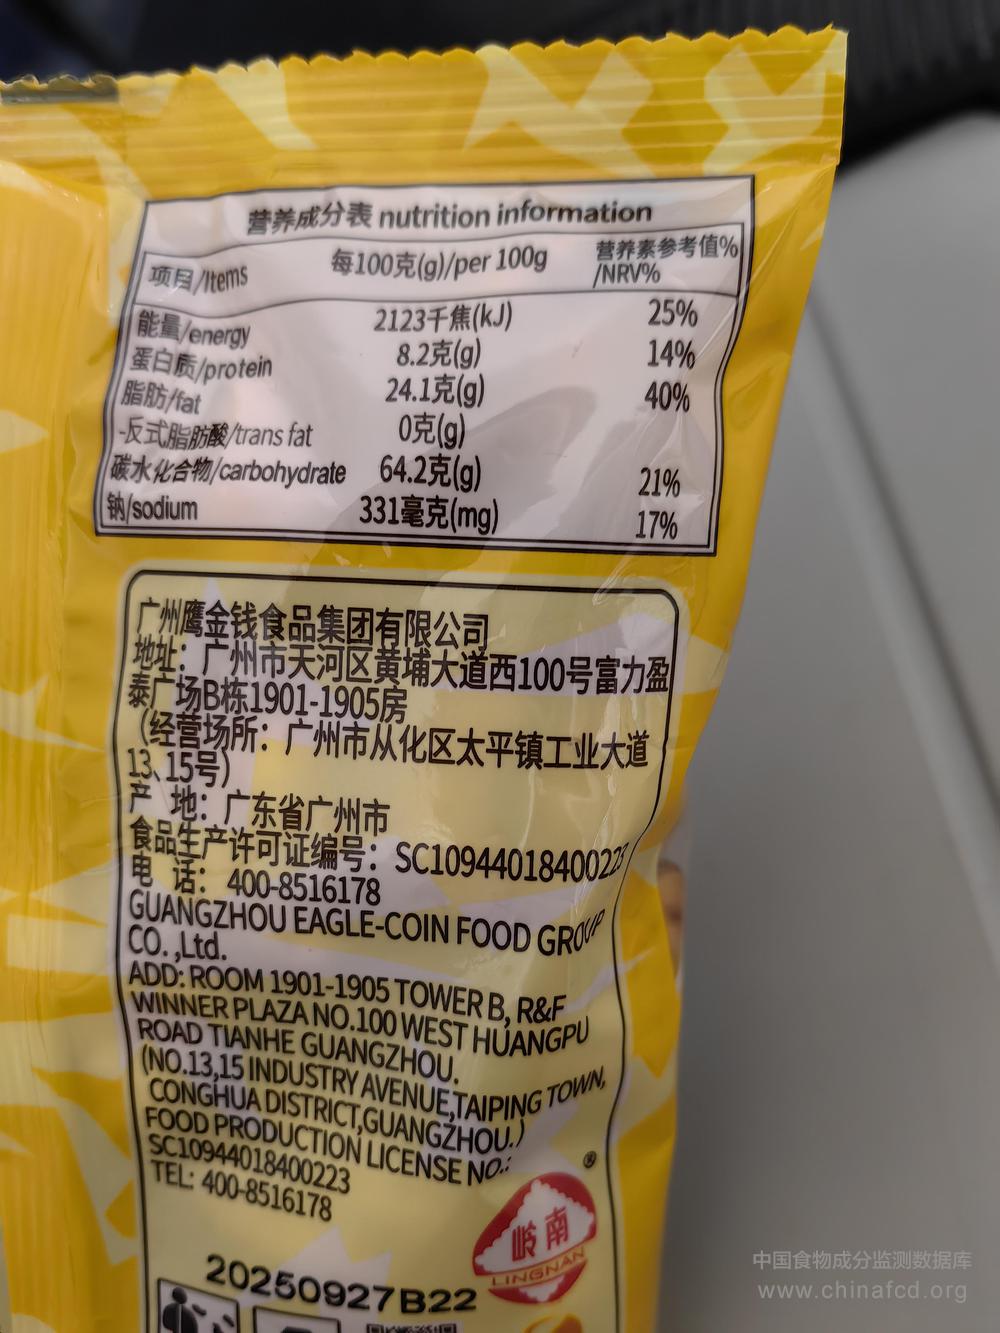 营养成分表 nutrition information
项目/Items 每100克(g)/per 100g 营养素参考值%
/NRV%
能量/energy 2123千焦(kJ) 25%
蛋白质/protein 8.2克(g) 14%
脂肪/fat 24.1克(g) 40%
-反式脂肪酸/trans fat 0克(g)
碳水化合物/carbohydrate 64.2克(g) 21%
钠/sodium 331毫克(mg) 17%
广州鹰金钱食品集团有限公司
地址：广州市天河区黄埔大道西100号富力盈
泰广场B栋1901-1905房
（经营场所：广州市从化区太平镇工业大道
13、15号）
产 地：广东省广州市
食品生产许可证编号：SC10944018400223
电 话：400-8516178
GUANGZHOU EAGLE-COIN FOOD GROUP
CO.,Ltd.
ADD: ROOM 1901-1905 TOWER B, R&F
WINNER PLAZA NO.100 WEST HUANGPU
ROAD TIANHE GUANGZHOU.
(NO.13,15 INDUSTRY AVENUE,TAIPING TOWN,
CONGHUA DISTRICT,GUANGZHOU.)
FOOD PRODUCTION LICENSE NO.:
SC10944018400223
TEL: 400-8516178
®
岭南
LINGNAN
20250927B22
中国食物成分监测数据库
www.chinafcd.org